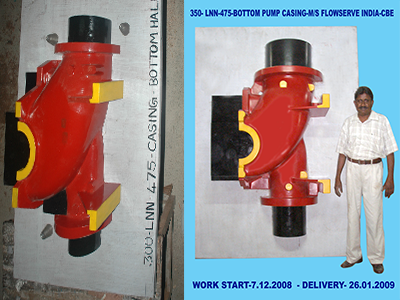 350- LNN-475-BOTTOM PUMP CASING-M/S FLOWSERVE INDIA-CBE
300-LNN 475-CASING-BOTTOM HAL
WORK START-7.12.2008 - DELIVERY- 26.01.2009